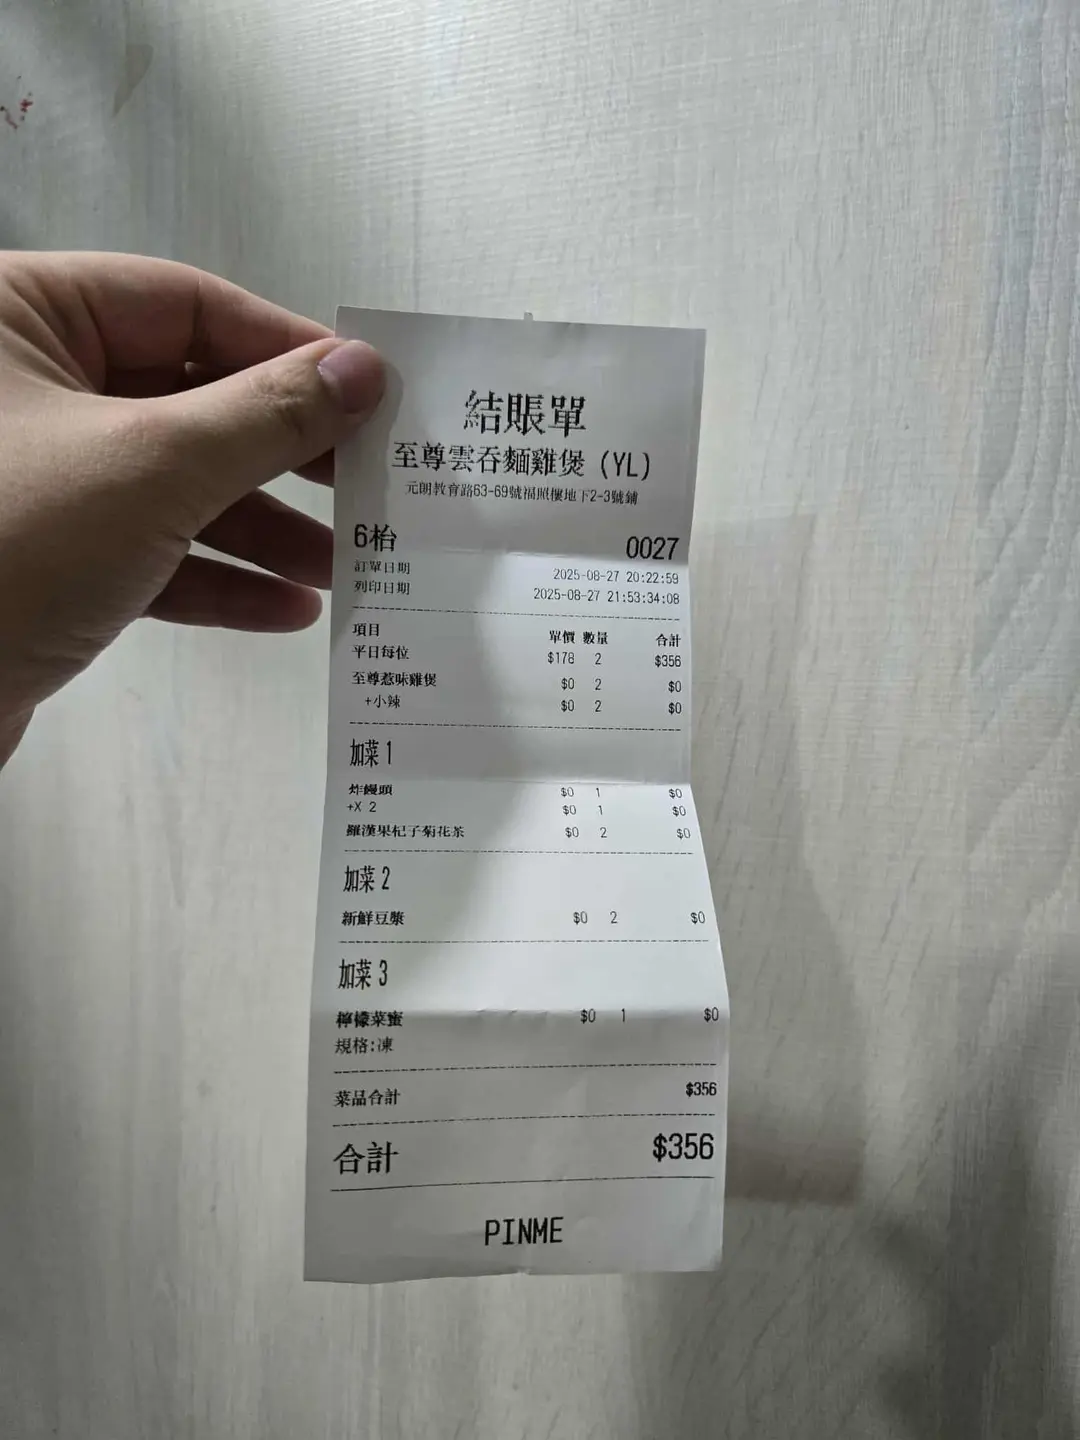 結賬單
至尊雲吞麵雞煲 (YL)
元朗教育路63-69號福照樓地下2-3號鋪
6枱 0027
訂單日期 2025-08-27 20:22:59
列印日期 2025-08-27 21:53:34:08
項目 單價 數量 合計
平日每位 $178 2 $356
至尊惹味雞煲 $0 2 $0
+小辣 $0 2 $0
加菜 1
炸饅頭 $0 1 $0
+X 2 $0 1 $0
羅漢果杞子菊花茶 $0 2 $0
加菜 2
新鮮豆漿 $0 2 $0
加菜 3
檸檬菜蜜 $0 1 $0
規格:凍
菜品合計 $356
合計 $356
PINME